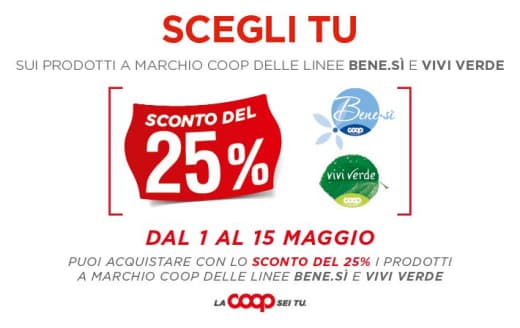 SCEGLI TU
SUI PRODOTTI A MARCHIO COOP DELLE LINEE BENE.SÌ E VIVI VERDE
SCONTO DEL
25%
Bene.sì
coop
vivi verde
coop
DAL 1 AL 15 MAGGIO
PUOI ACQUISTARE CON LO SCONTO DEL 25% I PRODOTTI
A MARCHIO COOP DELLE LINEE BENE.SÌ E VIVI VERDE
LA COOP SEI TU.